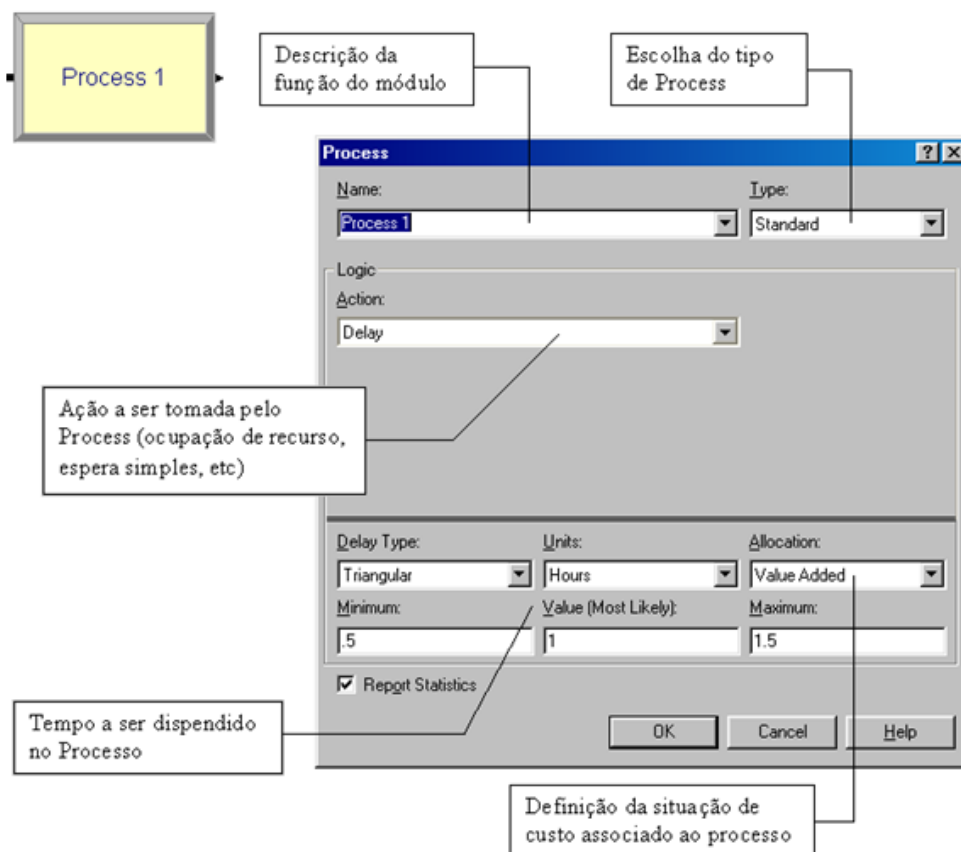 Process 1
Descrição da
função do módulo
Escolha do tipo
de Process
Process
Name:
Type:
Process 1
Standard
Logic
Action:
Delay
Ação a ser tomada pelo
Process (ocupação de recurso,
espera simples, etc)
Delay Type:
Units:
Allocation:
Triangular
Hours
Value Added
Minimum:
Value (Most Likely):
Maximum:
.5
1
1.5
Report Statistics
Tempo a ser dispendido
no Processo
OK
Cancel
Help
Definição da situação de
custo associado ao processo